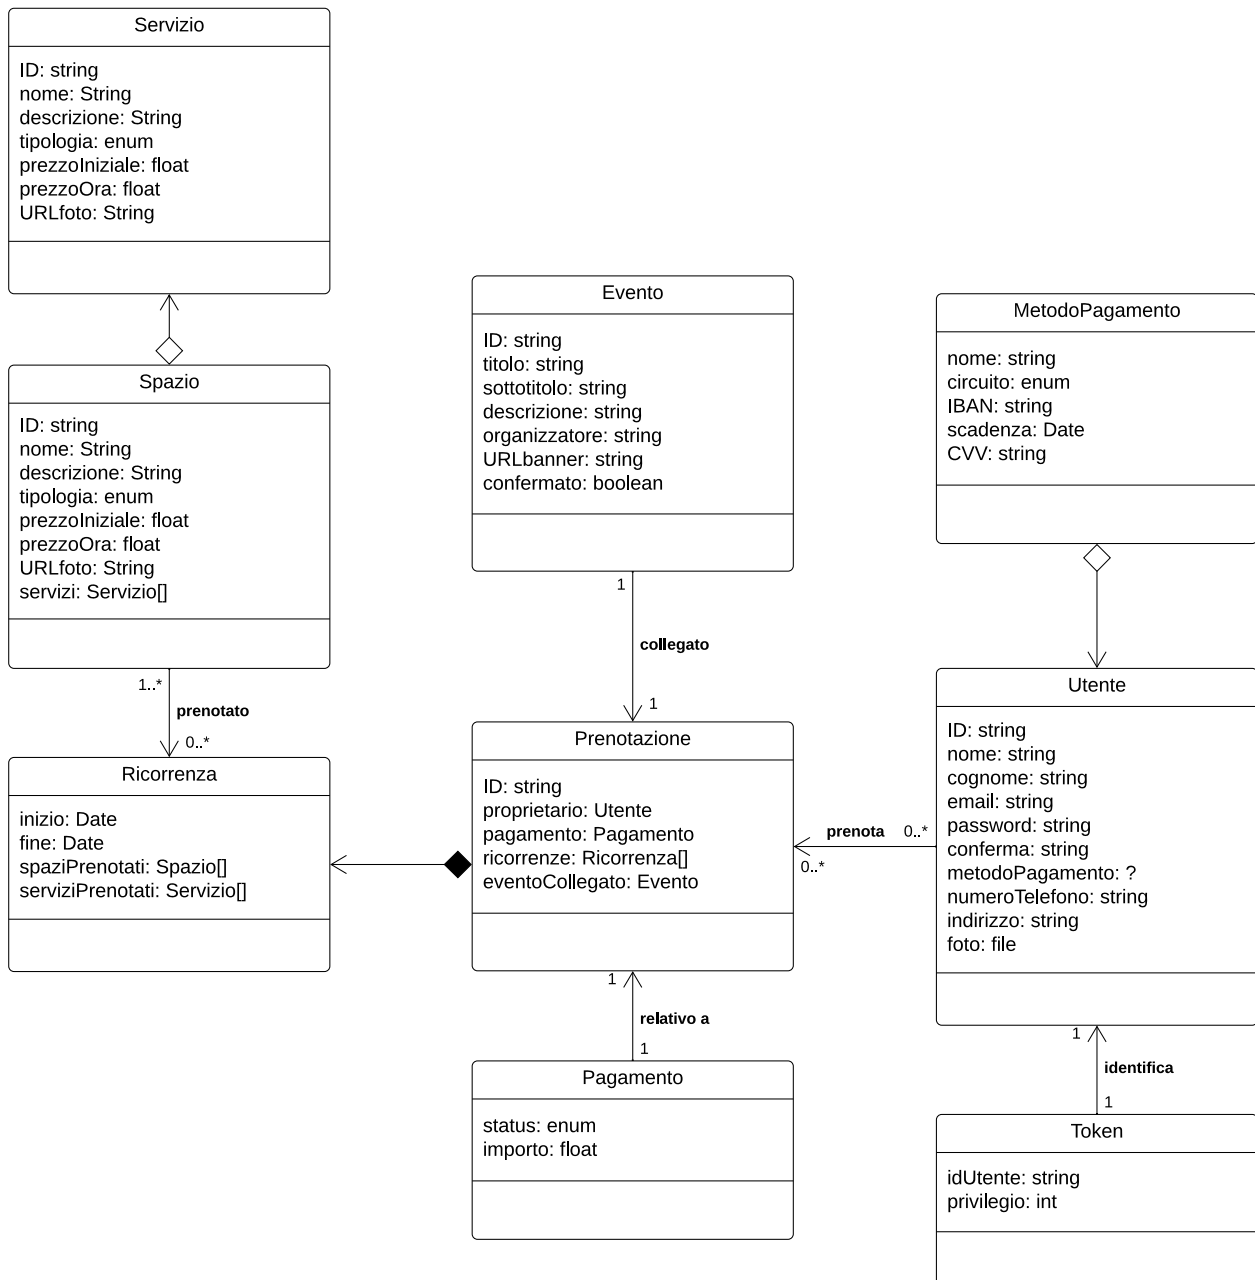 Servizio
ID: string
nome: String
descrizione: String
tipologia: enum
prezzoIniziale: float
prezzoOra: float
URLfoto: String
Spazio
ID: string
nome: String
descrizione: String
tipologia: enum
prezzoIniziale: float
prezzoOra: float
URLfoto: String
servizi: Servizio[]
1..*
prenotato
0..*
Ricorrenza
inizio: Date
fine: Date
spaziPrenotati: Spazio[]
serviziPrenotati: Servizio[]
Evento
ID: string
titolo: string
sottotitolo: string
descrizione: string
organizzatore: string
URLbanner: string
confermato: boolean
1
collegato
1
Prenotazione
ID: string
proprietario: Utente
pagamento: Pagamento
ricorrenze: Ricorrenza[]
eventoCollegato: Evento
1
relativo a
1
Pagamento
status: enum
importo: float
MetodoPagamento
nome: string
circuito: enum
IBAN: string
scadenza: Date
CVV: string
Utente
ID: string
nome: string
cognome: string
email: string
password: string
conferma: string
metodoPagamento: ?
numeroTelefono: string
indirizzo: string
foto: file
prenota
0..*
0..*
1
identifica
1
Token
idUtente: string
privilegio: int